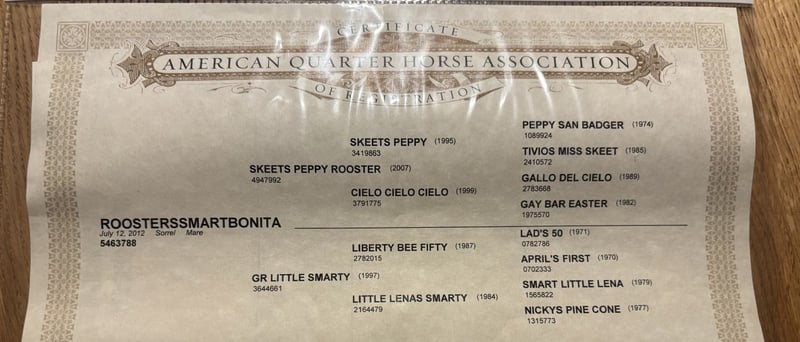 CERTIFICATE
AMERICAN QUARTER HORSE ASSOCIATION
OF REGISTRATION
PEPPY SAN BADGER (1974)
1089924
SKEETS PEPPY (1995)
3419863
TIVIOS MISS SKEET (1985)
2410572
SKEETS PEPPY ROOSTER (2007)
4947992
GALLO DEL CIELO (1989)
2783668
CIELO CIELO CIELO (1999)
3791775
GAY BAR EASTER (1982)
1975570
ROOSTERSSMARTBONITA
July 12, 2012 Sorrel Mare
5463788
LAD'S 50 (1971)
0782786
LIBERTY BEE FIFTY (1987)
2782015
APRIL'S FIRST (1970)
0702333
GR LITTLE SMARTY (1997)
3644661
SMART LITTLE LENA (1979)
1565822
LITTLE LENAS SMARTY (1984)
2164479
NICKYS PINE CONE (1977)
1315773